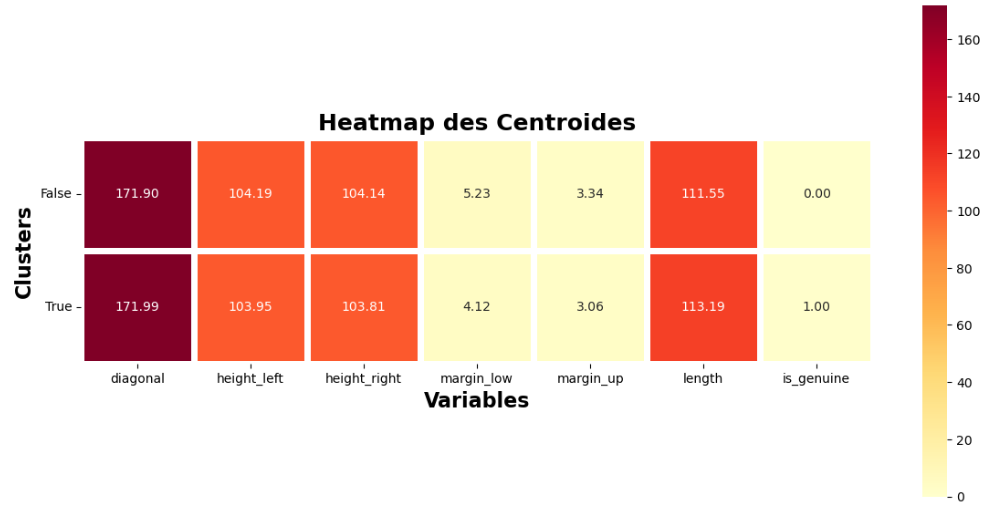 Heatmap des Centroides
Clusters
False
171.90 104.19 104.14 5.23 3.34 111.55 0.00
True
171.99 103.95 103.81 4.12 3.06 113.19 1.00
diagonal height_left height_right margin_low margin_up length is_genuine
Variables
160
140
120
100
80
60
40
20
0